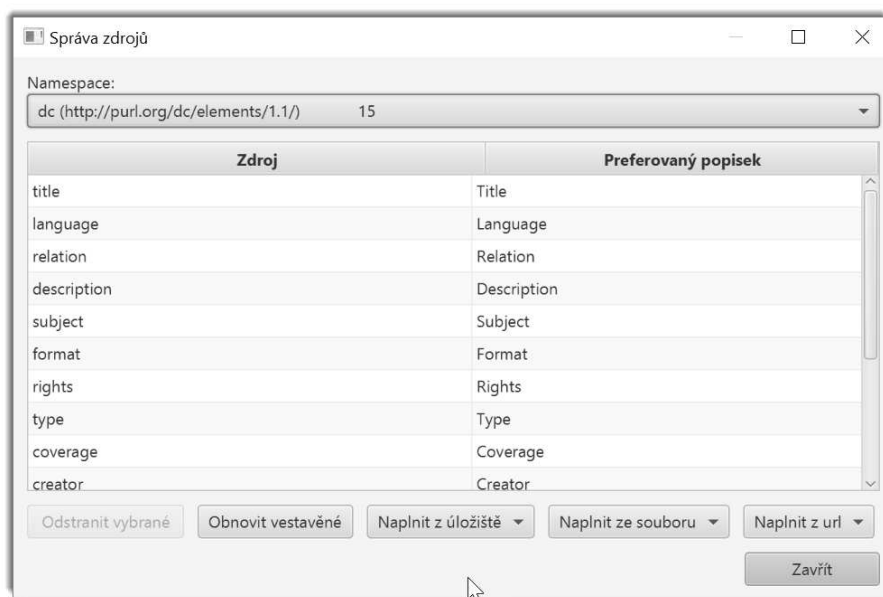 Správa zdrojů
Namespace:
dc (http://purl.org/dc/elements/1.1/) 15
Zdroj Preferovaný popisek
title Title
language Language
relation Relation
description Description
subject Subject
format Format
rights Rights
type Type
coverage Coverage
creator Creator
Odstranit vybrané Obnovit vestavěné Naplnit z úložiště Naplnit ze souboru Naplnit z url
Zavřít